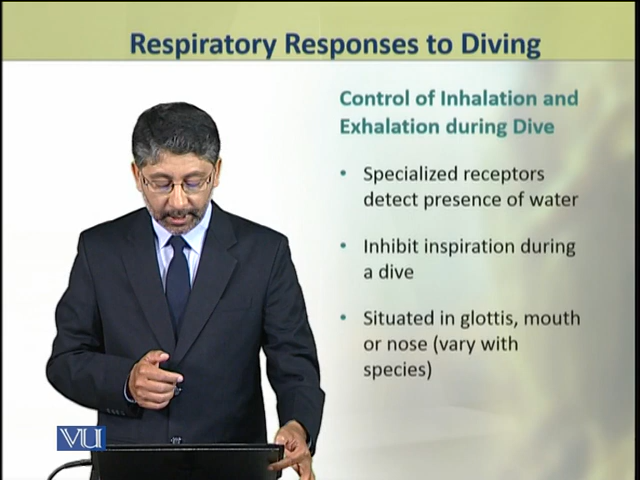 Respiratory Responses to Diving
Control of Inhalation and
Exhalation during Dive
• Specialized receptors
detect presence of water
• Inhibit inspiration during
a dive
• Situated in glottis, mouth
or nose (vary with
species)
VU